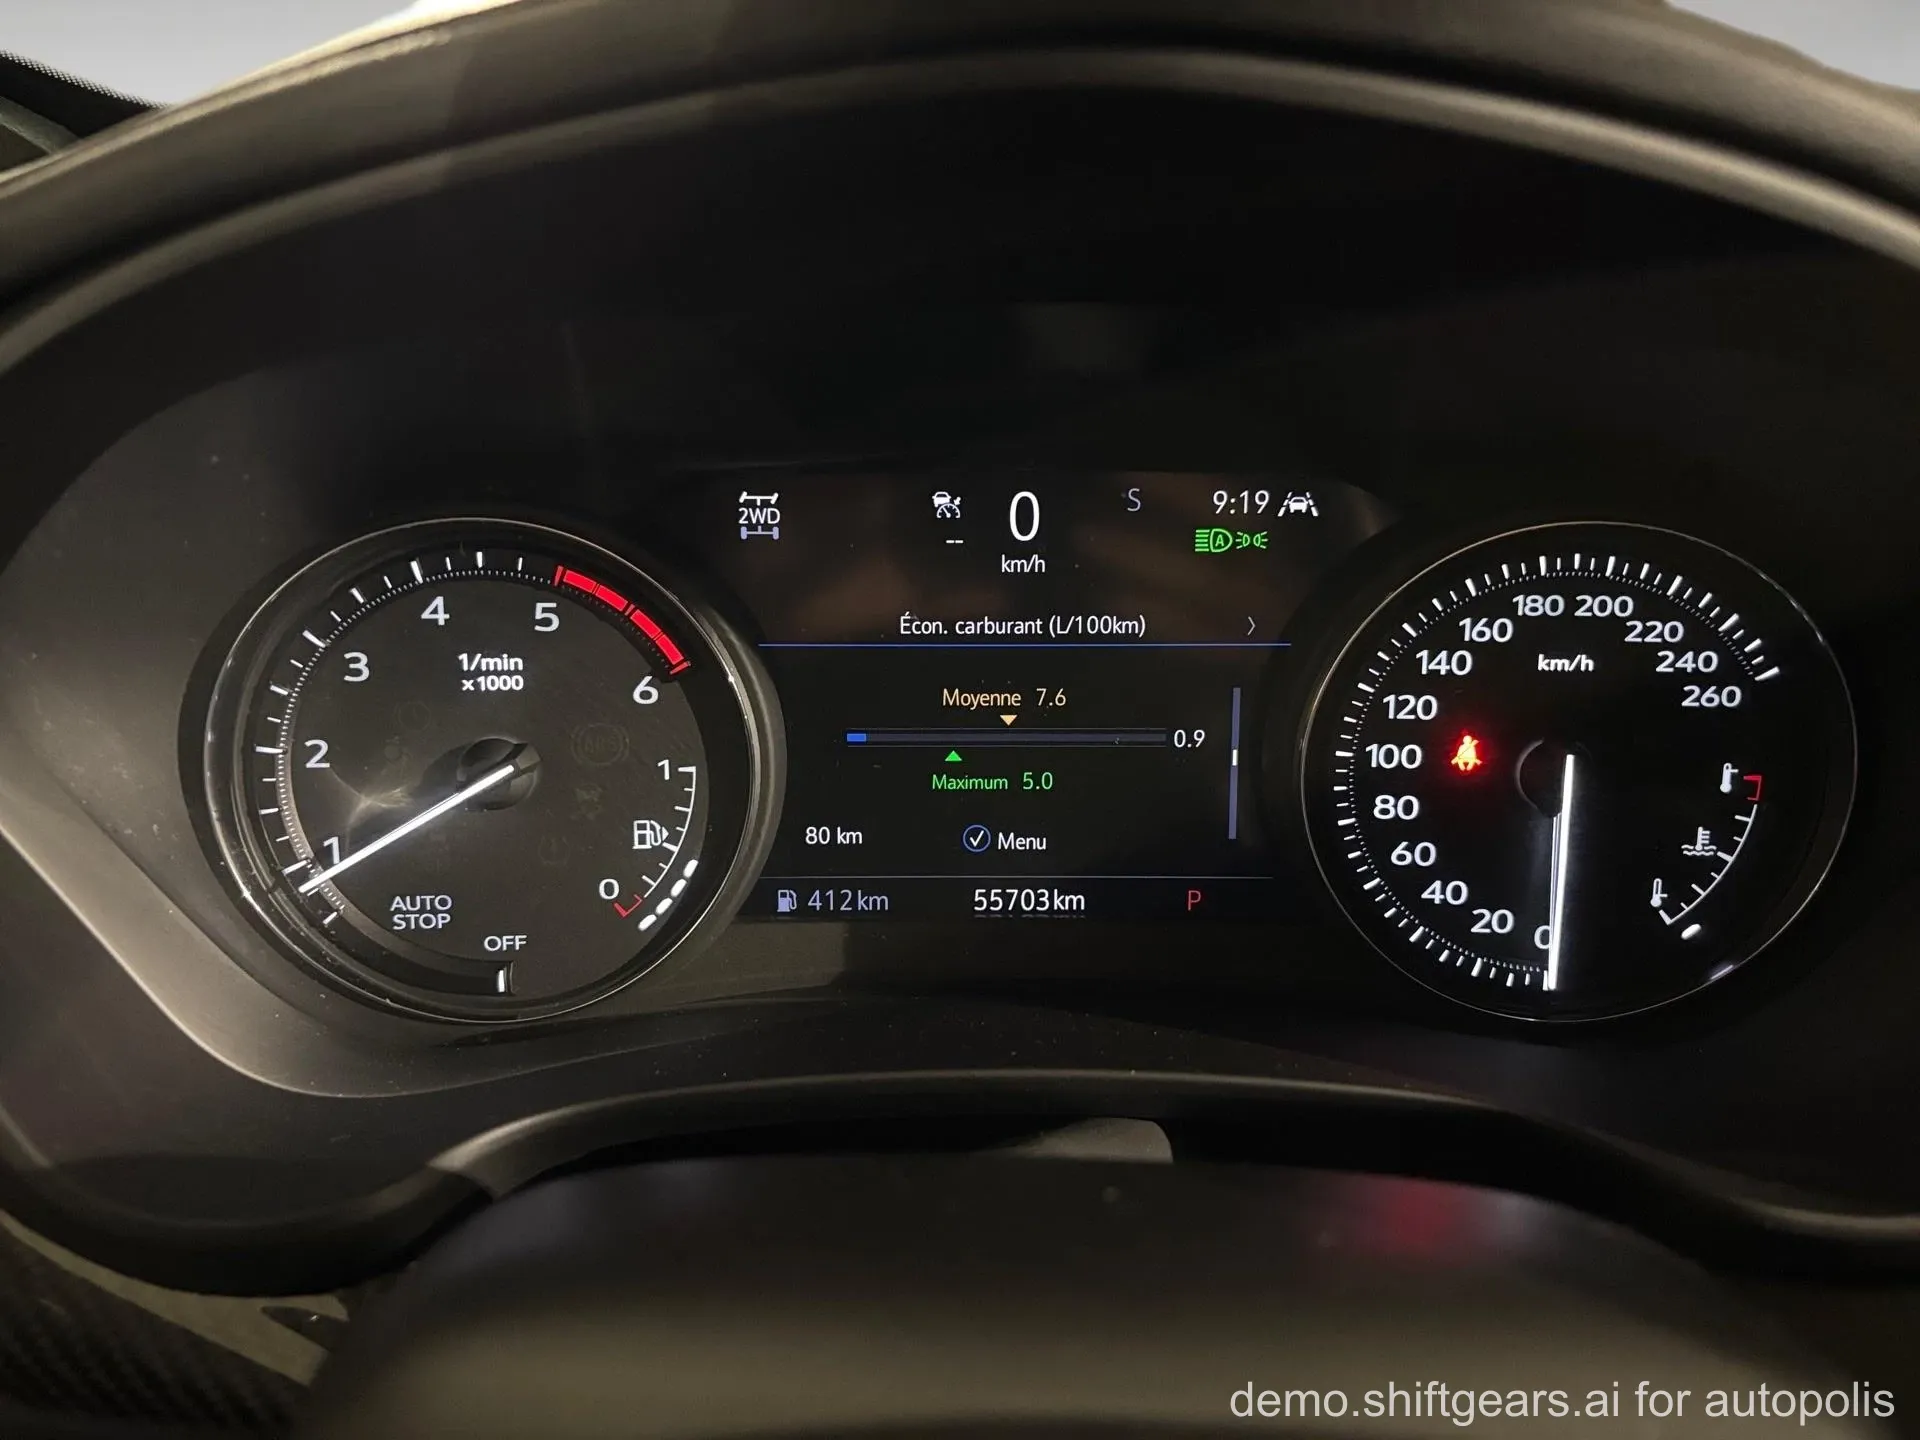 2WD
--
0
km/h
S
9:19
A
Écon. carburant (L/100km)
Moyenne 7.6
0.9
Maximum 5.0
80 km
Menu
412 km
55703 km
P
1
2
3
4
5
6
1/min
x1000
AUTO
STOP
OFF
1
0
0
20
40
60
80
100
120
140
160
180
200
220
240
260
km/h
demo.shiftgears.ai for autopolis